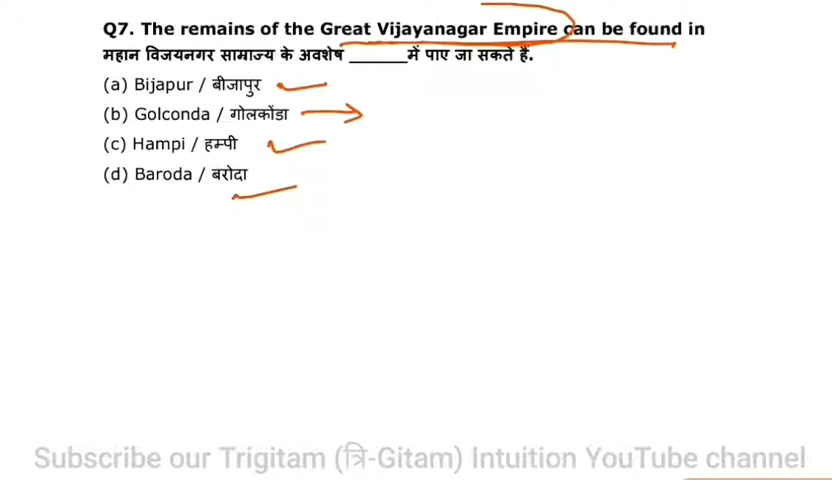 Q7. The remains of the Great Vijayanagar Empire can be found in
महान विजयनगर साम्राज्य के अवशेष ______में पाए जा सकते हैं.
(a) Bijapur / बीजापुर
(b) Golconda / गोलकोंडा
(c) Hampi / हम्पी
(d) Baroda / बरोदा
Subscribe our Trigitam (त्रि-Gitam) Intuition YouTube channel